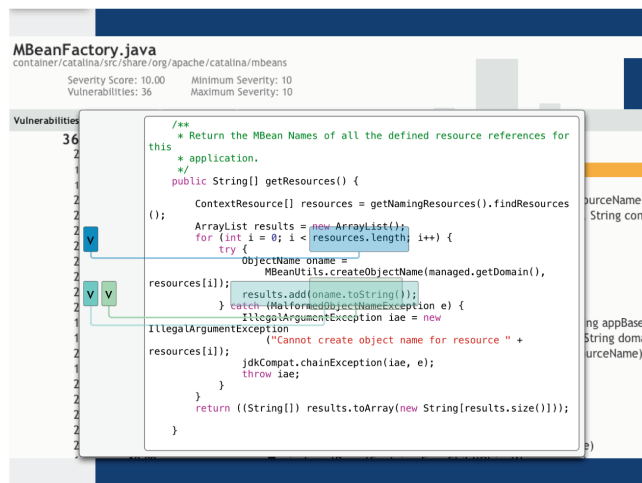 MBeanFactory.java
container/catalina/src/share/org/apache/catalina/mbeans
Severity Score: 10.00 Minimum Severity: 10
Vulnerabilities: 36 Maximum Severity: 10
Vulnerabilities
36
/**
* Return the MBean Names of all the defined resource references for
this
* application.
*/
public String[] getResources() {
ContextResource[] resources = getNamingResources().findResources
();
ArrayList results = new ArrayList();
for (int i = 0; i < resources.length; i++) {
try {
ObjectName oname =
MBeanUtils.createObjectName(managed.getDomain(),
resources[i]);
results.add(oname.toString());
} catch (MalformedObjectNameException e) {
IllegalArgumentException iae = new
IllegalArgumentException
("Cannot create object name for resource " +
resources[i]);
jdkCompat.chainException(iae, e);
throw iae;
}
}
return ((String[]) results.toArray(new String[results.size()]));
}
V
V V
ourceName
String con
ng appBase
String doma
urceName)
e)